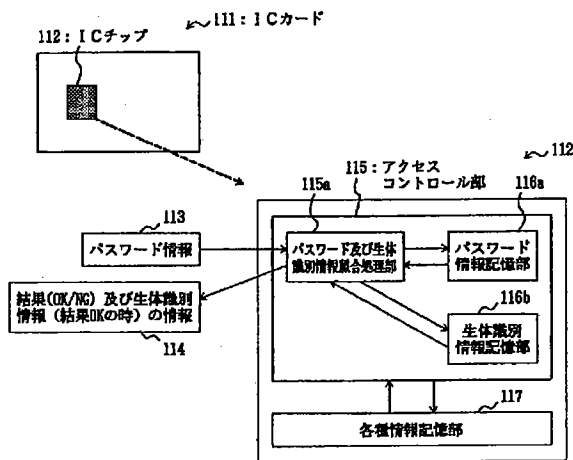 112：ＩＣチップ
111：ＩＣカード
112
115：アクセス
コントロール部
115a
116a
113
パスワード情報
パスワード及び生体
識別情報照合処理部
パスワード
情報記憶部
結果(OK/NG) 及び生体識別
情報（結果OKの時）の情報
114
116b
生体識別
情報記憶部
117
各種情報記憶部